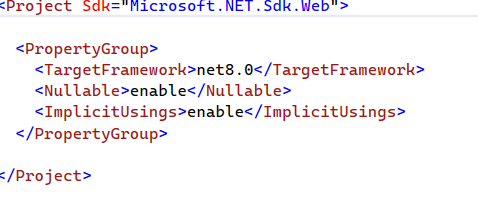 <Project Sdk="Microsoft.NET.Sdk.Web">
<PropertyGroup>
<TargetFramework>net8.0</TargetFramework>
<Nullable>enable</Nullable>
<ImplicitUsings>enable</ImplicitUsings>
</PropertyGroup>
</Project>